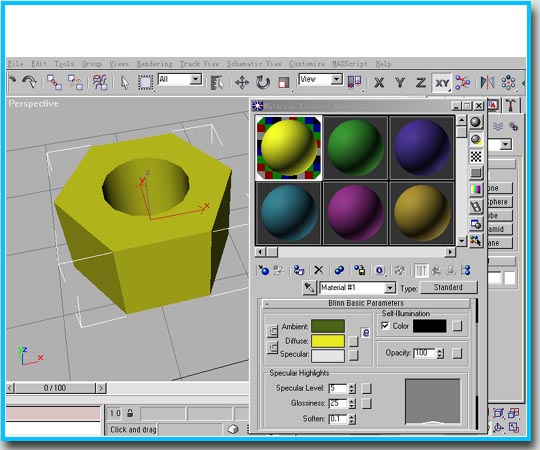 File Edit Tools Group Views Rendering Track View Schematic View Customize MAXScript Help
All View X Y Z XY
Perspective
Material Editor - Mater
Material #1 Type: Standard
Blinn Basic Parameters
Self-Illumination
Ambient: Color
Diffuse:
Specular: Opacity: 100
Specular Highlights
Specular Level: 5
Glossiness: 25
Soften: 0.1
z
x
x
z
y
x
one
phere
be
amid
ane
0 / 100
1 0
Click and drag